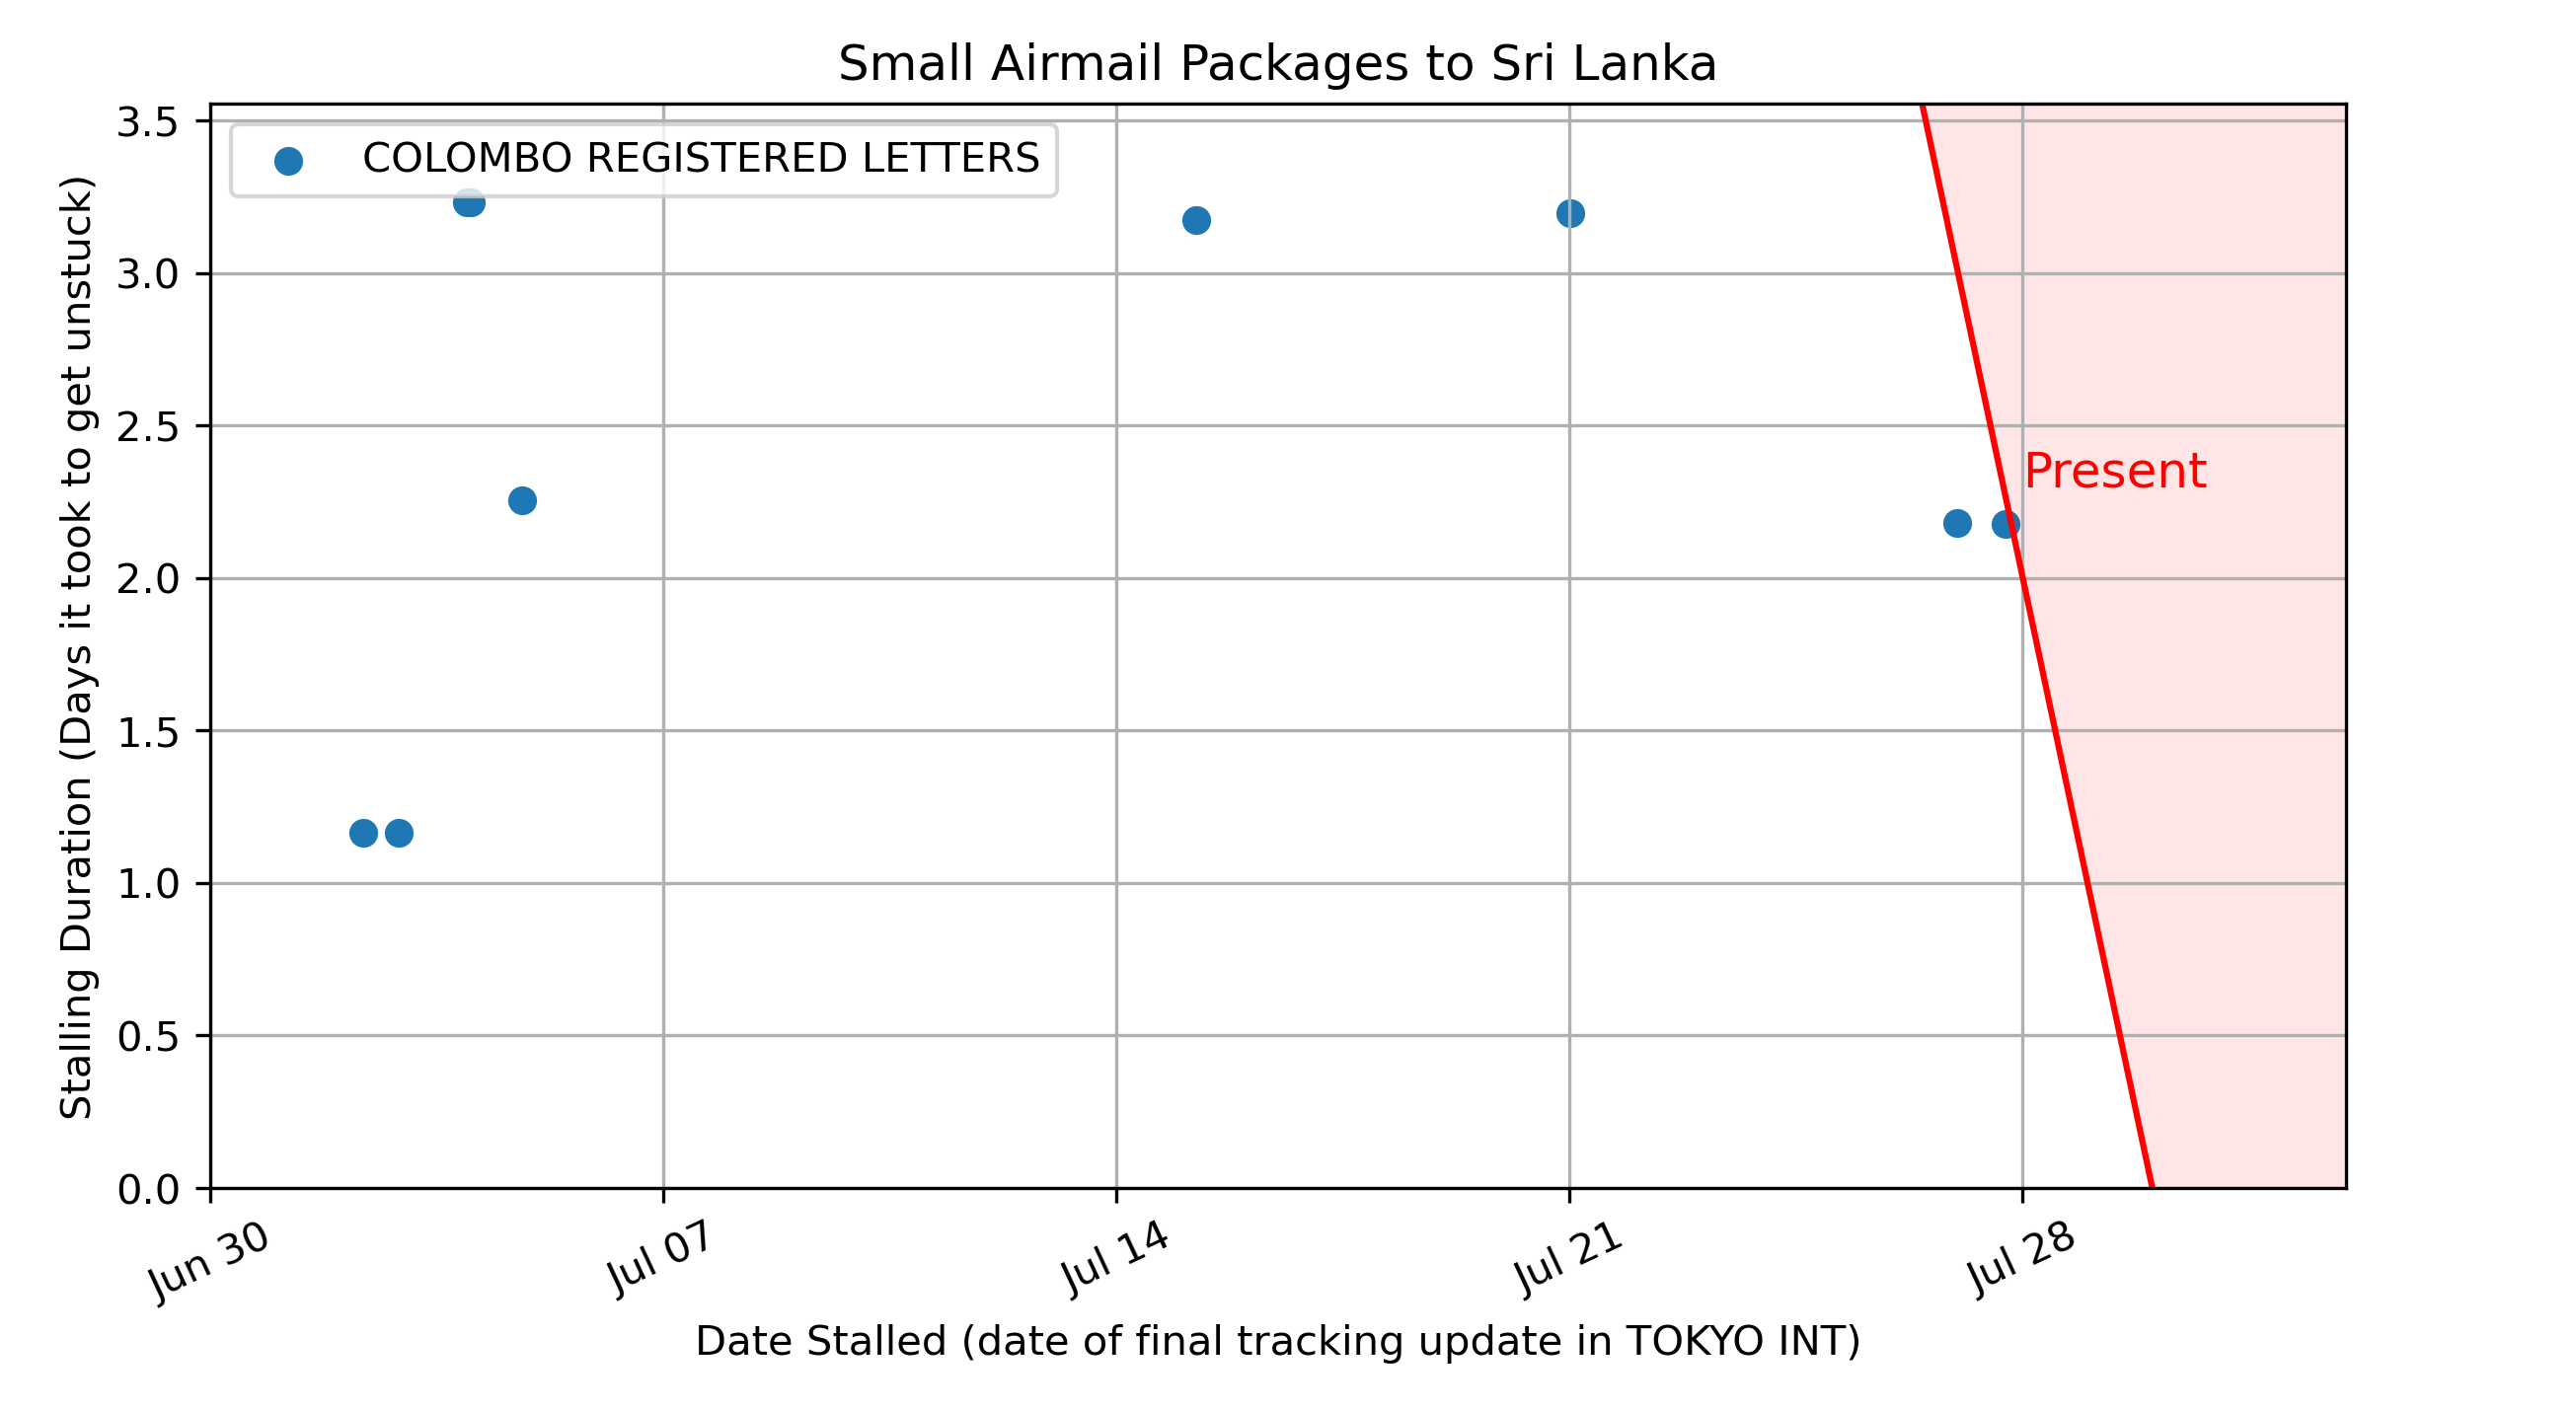 Small Airmail Packages to Sri Lanka
COLOMBO REGISTERED LETTERS
Present
Stalling Duration (Days it took to get unstuck)
3.5
3.0
2.5
2.0
1.5
1.0
0.5
0.0
Jun 30
Jul 07
Jul 14
Jul 21
Jul 28
Date Stalled (date of final tracking update in TOKYO INT)